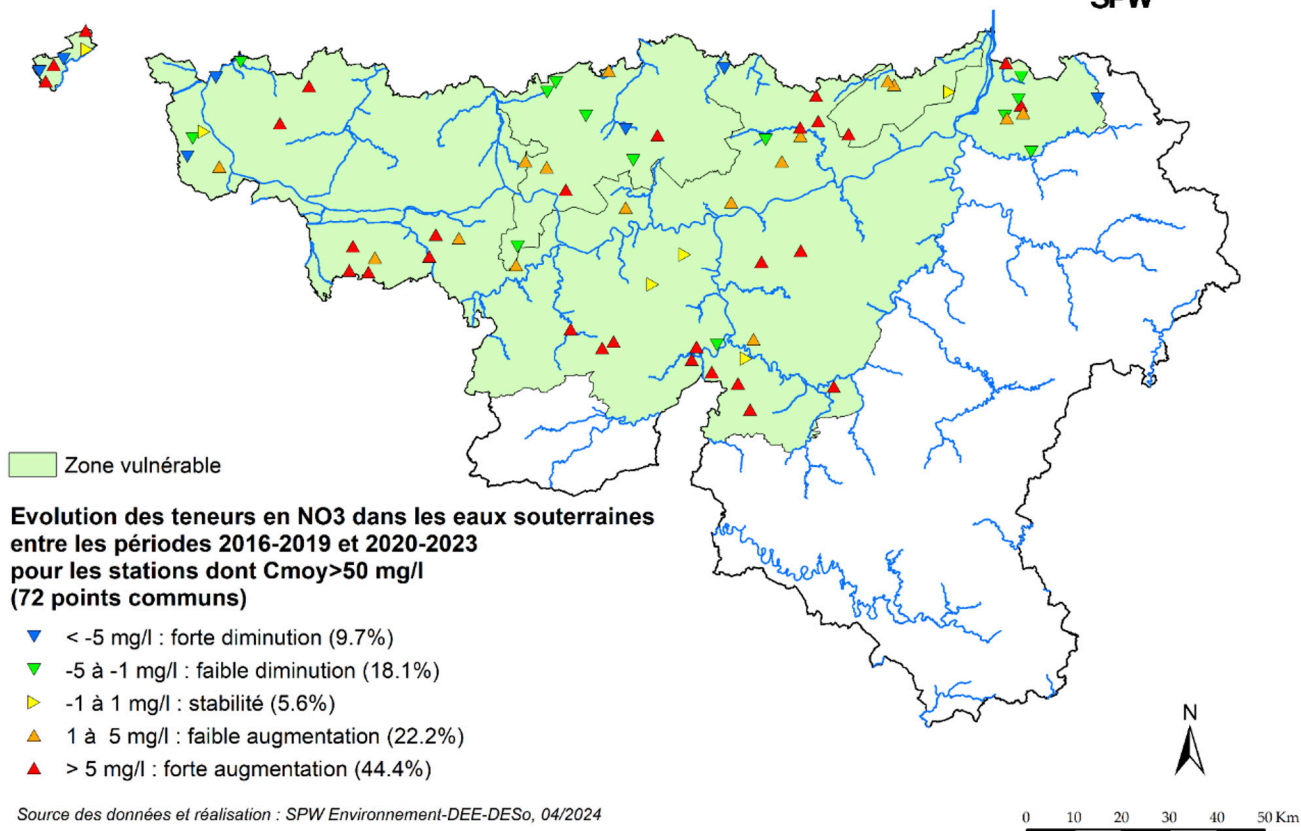 SPW
Zone vulnérable
Evolution des teneurs en NO3 dans les eaux souterraines
entre les périodes 2016-2019 et 2020-2023
pour les stations dont Cmoy>50 mg/l
(72 points communs)
< -5 mg/l : forte diminution (9.7%)
-5 à -1 mg/l : faible diminution (18.1%)
-1 à 1 mg/l : stabilité (5.6%)
1 à 5 mg/l : faible augmentation (22.2%)
> 5 mg/l : forte augmentation (44.4%)
N
Source des données et réalisation : SPW Environnement-DEE-DESo, 04/2024
0 10 20 30 40 50 Km